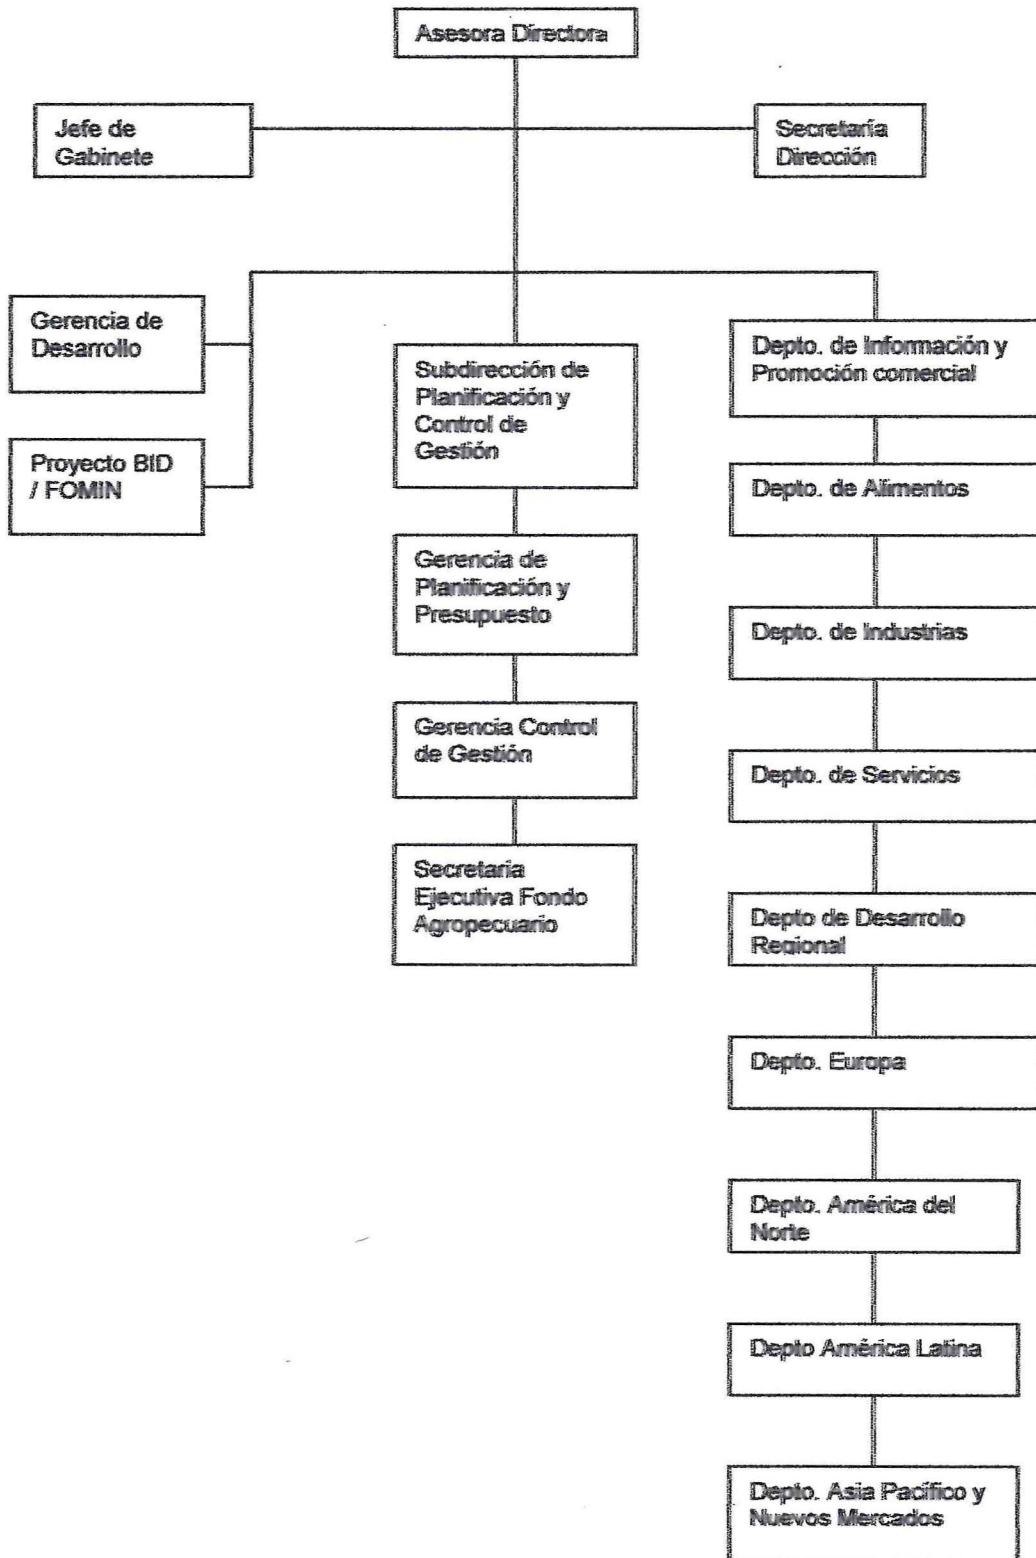 Asesora Directora
Jefe de
Gabinete
Secretaría
Dirección
Gerencia de
Desarrollo
Proyecto BID
/ FOMIN
Subdirección de
Planificación y
Control de
Gestión
Gerencia de
Planificación y
Presupuesto
Gerencia Control
de Gestión
Secretaria
Ejecutiva Fondo
Agropecuario
Depto. de Información y
Promoción comercial
Depto. de Alimentos
Depto. de Industrias
Depto. de Servicios
Depto de Desarrollo
Regional
Depto. Europa
Depto. América del
Norte
Depto América Latina
Depto. Asia Pacífico y
Nuevos Mercados